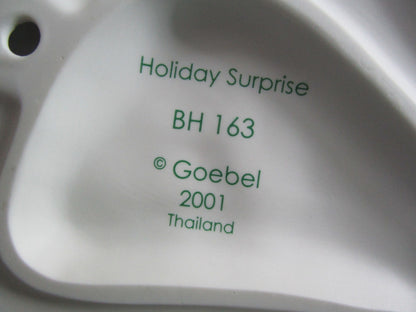 Holiday Surprise
BH 163
© Goebel
2001
Thailand